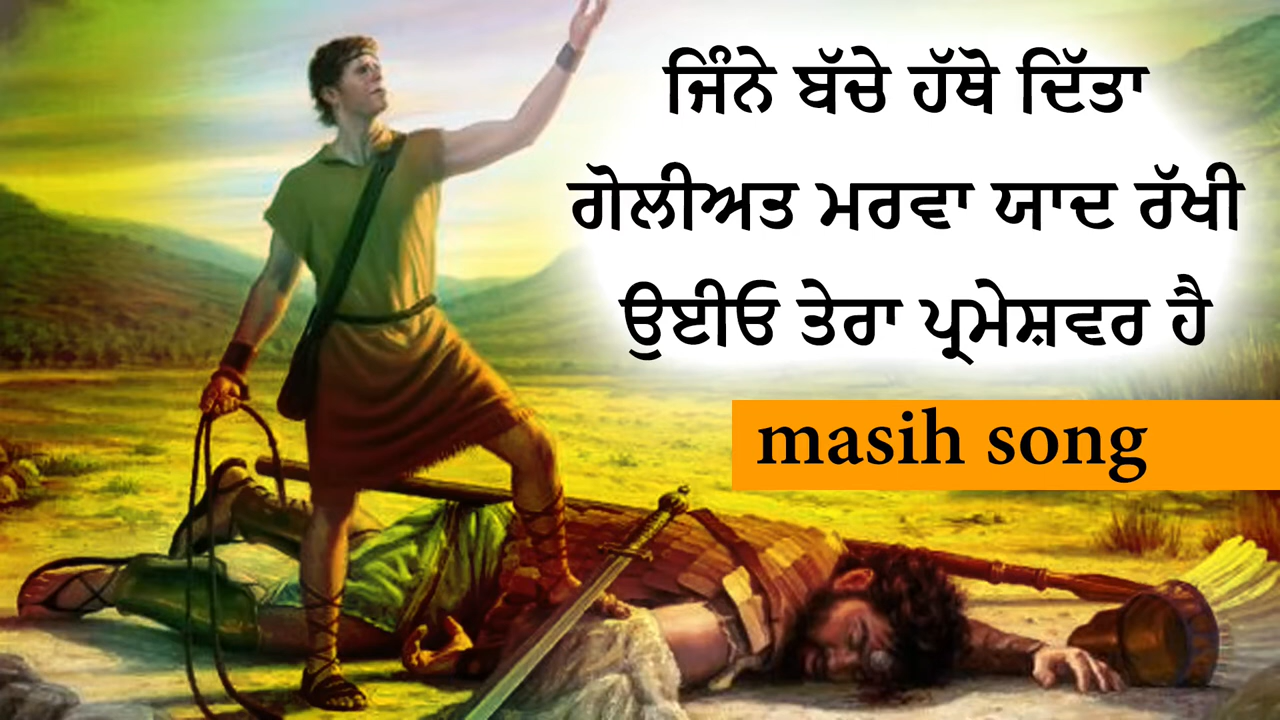 ਜਿੰਨੇ ਬੱਚੇ ਹੱਥੋ ਦਿੱਤਾ
ਗੋਲੀਅਤ ਮਰਵਾ ਯਾਦ ਰੱਖੀ
ਉਈਓ ਤੇਰਾ ਪ੍ਰਮੇਸ਼ਵਰ ਹੈ
masih song